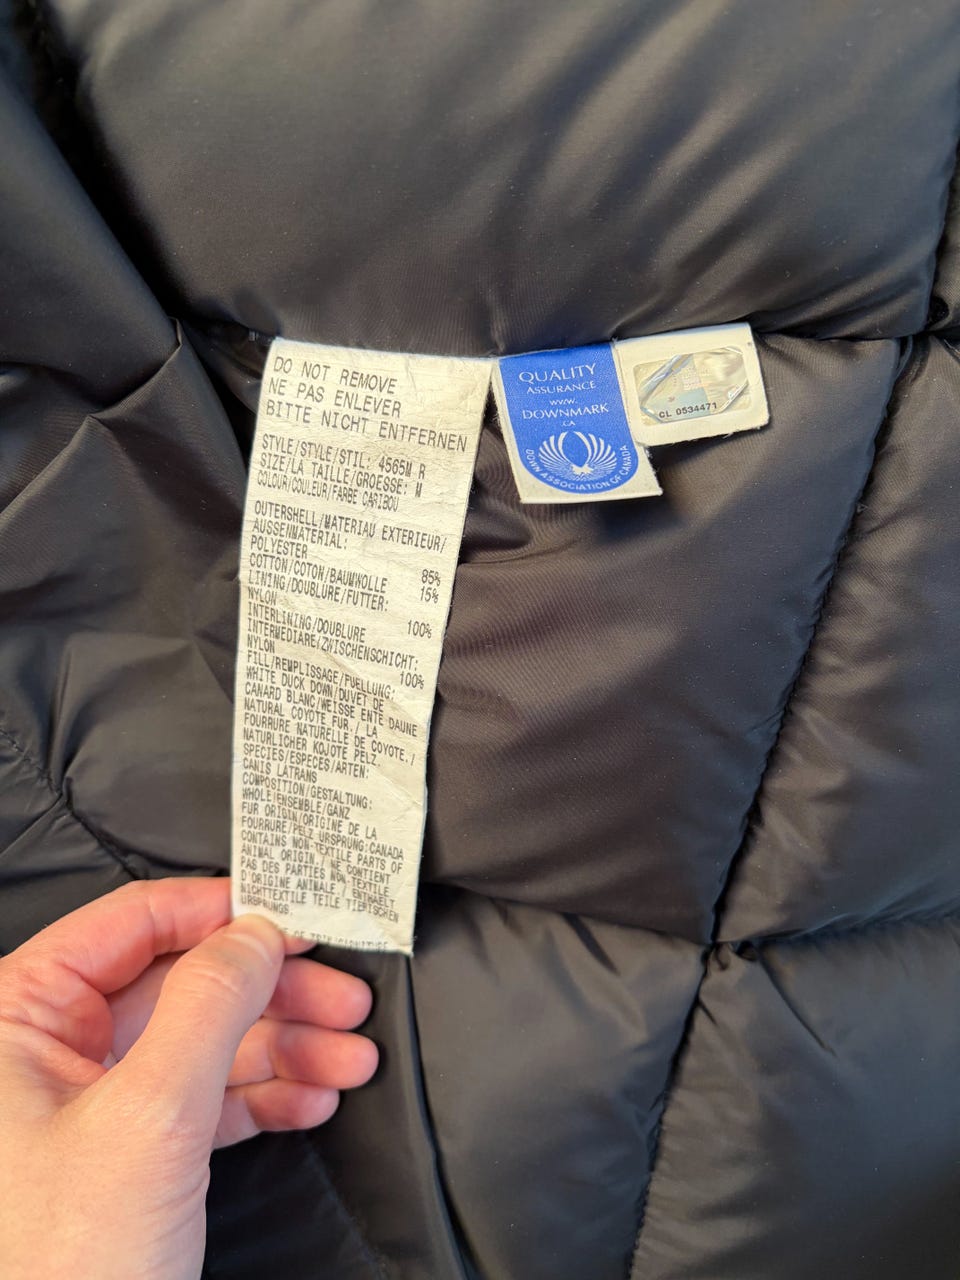 DO NOT REMOVE
NE PAS ENLEVER
BITTE NICHT ENTFERNEN
STYLE/STYLE/STIL: 4565M R
SIZE/LA TAILLE/GROESSE: M
COLOUR/COULEUR/FARBE CARIBOU
OUTERSHELL/MATERIAU EXTERIEUR/
AUSSENMATERIAL:
POLYESTER 85%
COTTON/COTON/BAUMWOLLE 15%
LINING/DOUBLURE/FUTTER:
NYLON 100%
INTERLINING/DOUBLURE
INTERMEDIARE/ZWISCHENSCHICHT:
NYLON 100%
FILL/REMPLISSAGE/FUELLUNG:
WHITE DUCK DOWN/DUVET DE
CANARD BLANC/WEISSE ENTE DAUNE
NATURAL COYOTE FUR./ LA
FOURRURE NATURELLE DE COYOTE./
NATURLICHER KOJOTE PELZ.
SPECIES/ESPECES/ARTEN:
CANIS LATRANS
COMPOSITION/GESTALTUNG:
WHOLE/ENSEMBLE/GANZ
FUR ORIGIN/ORIGINE DE LA
FOURRURE/PELZ URSPRUNG:CANADA
CONTAINS NON-TEXTILE PARTS OF
ANIMAL ORIGIN./ NE CONTIENT
PAS DES PARTIES NON TEXTILE
D'ORIGINE ANIMALE./ ENTHAELT
NICHTTEXTILE TEILE TIERISCHEN
URSPRUNGS.
QUALITY
ASSURANCE
www.
DOWNMARK
.CA
DOWN ASSOCIATION OF CANADA
CL 0534471